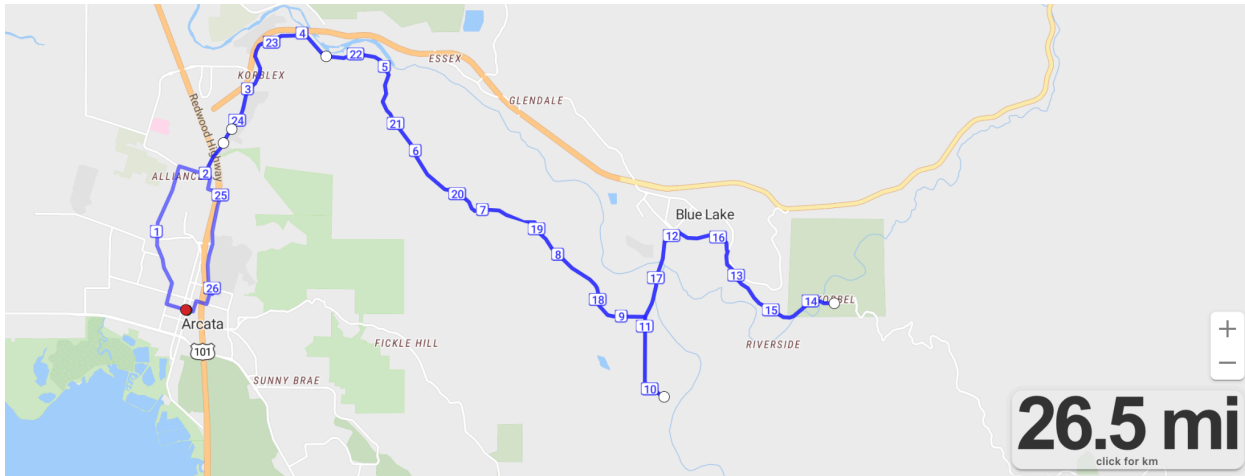 4
23
22
ESSEX
5
KORBLEX
3
GLENDALE
Redwood Highway
24
21
6
2
ALLIANCE
25
20
7
Blue Lake
1
19
12
16
8
13
17
26
18
14
KORBEL
15
9
11
Arcata
101
FICKLE HILL
RIVERSIDE
SUNNY BRAE
10
+
−
26.5 mi
click for km